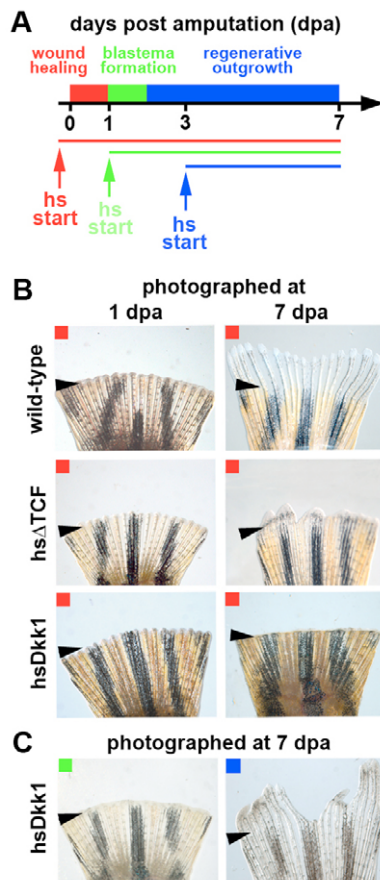 A
days post amputation (dpa)
wound healing
blastema formation
regenerative outgrowth
0 1 3 7
hs start
hs start
hs start
B
photographed at
1 dpa 7 dpa
wild-type
hsΔTCF
hsDkk1
C
photographed at 7 dpa
hsDkk1